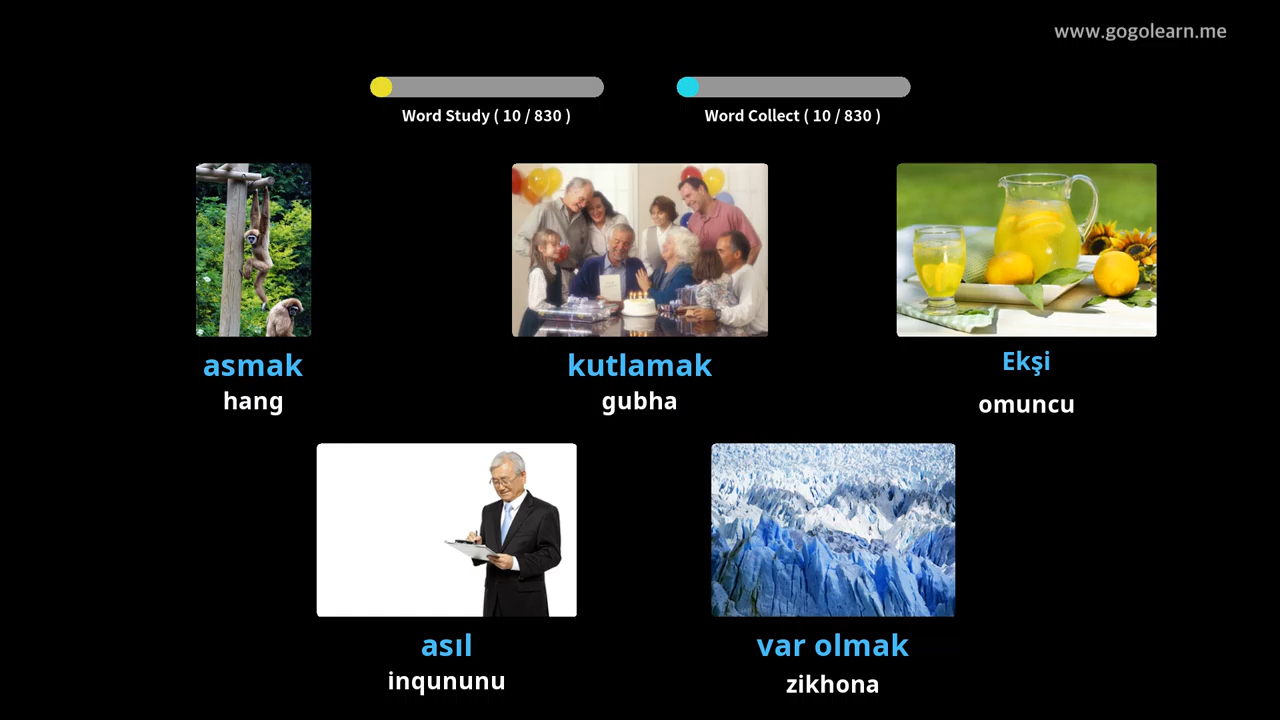 www.gogolearn.me
Word Study ( 10 / 830 )
Word Collect ( 10 / 830 )
asmak
hang
kutlamak
gubha
Ekşi
omuncu
asıl
inqununu
var olmak
zikhona